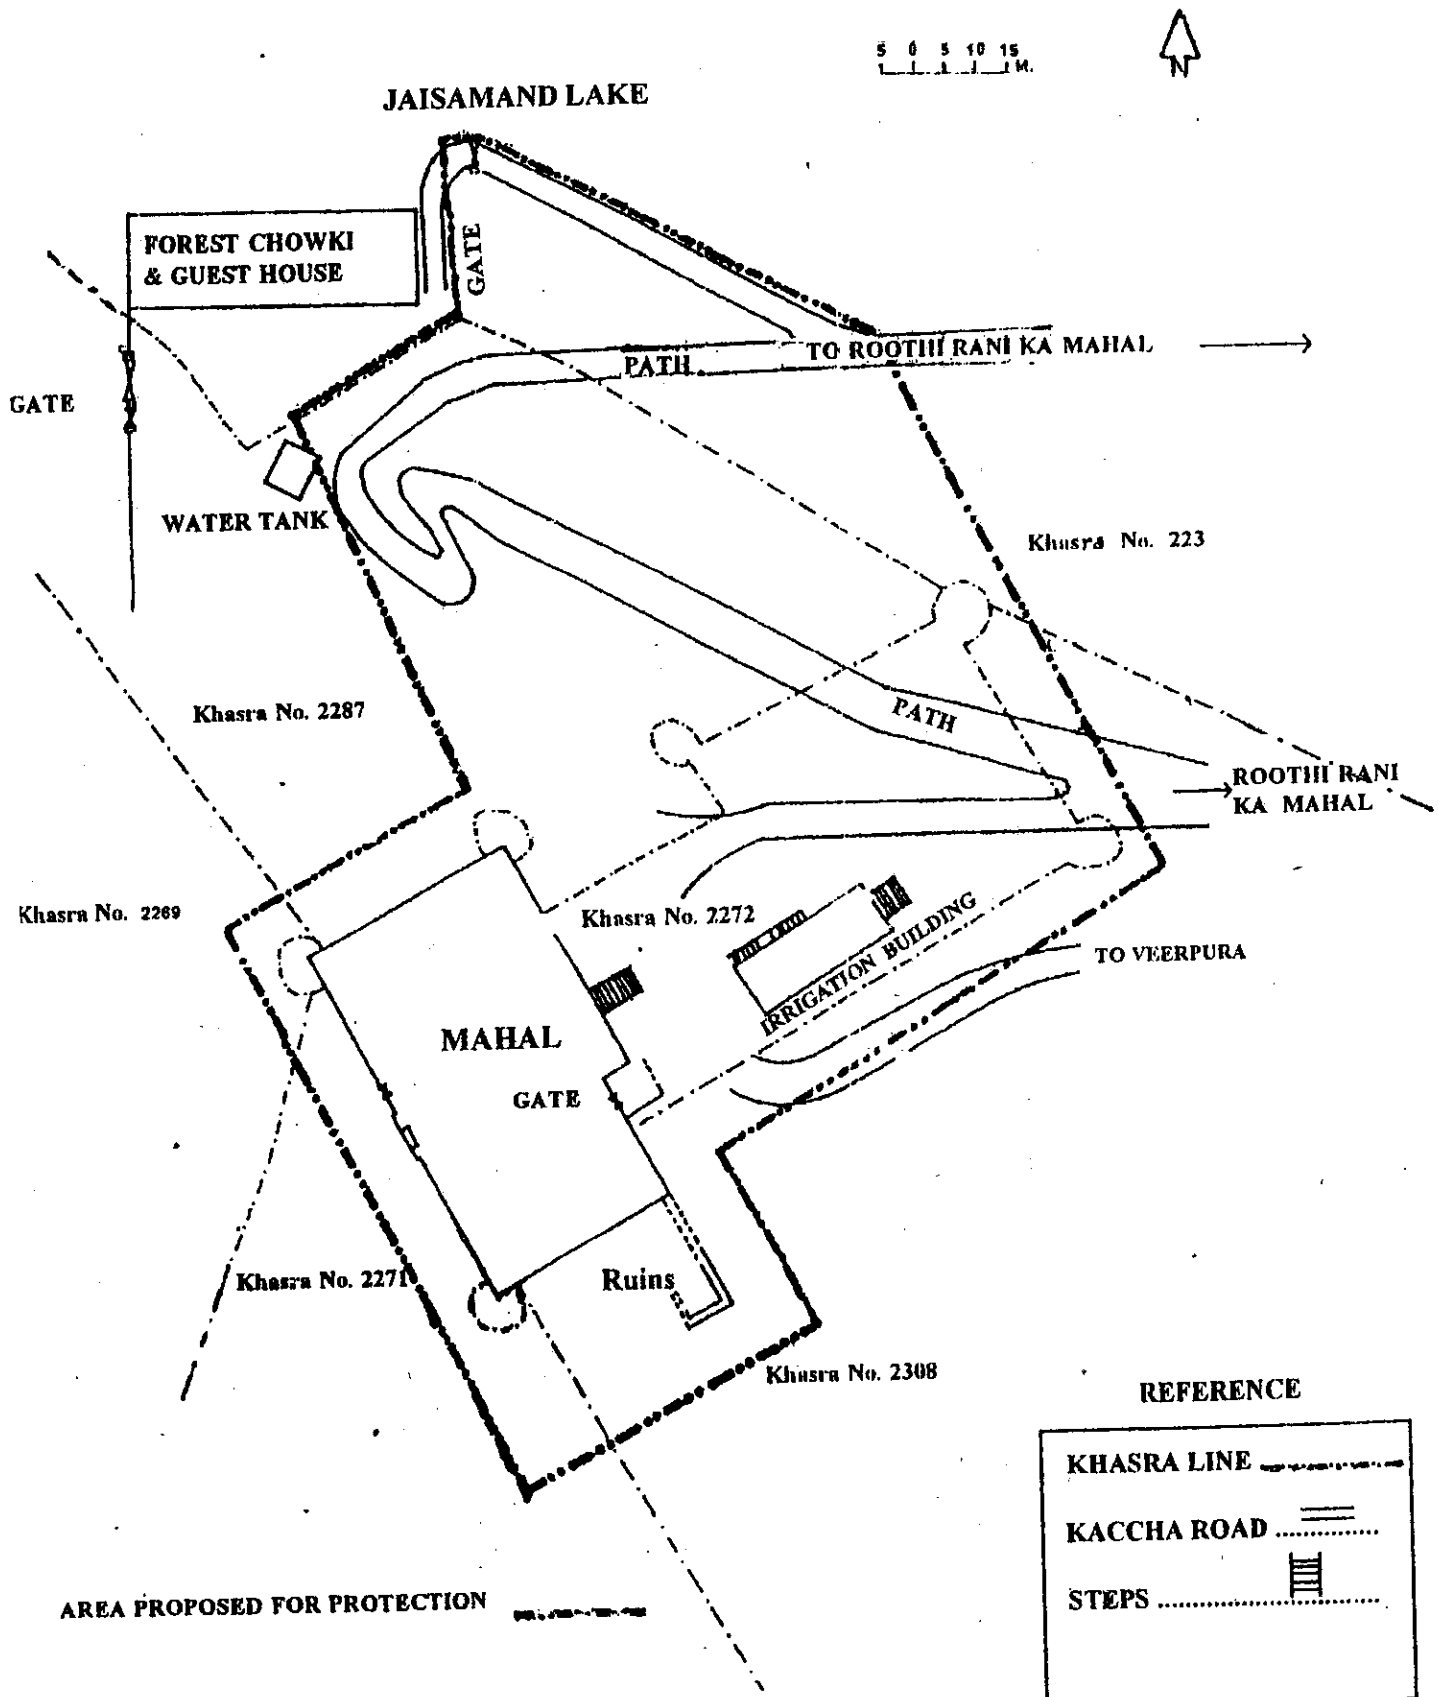 5 0 5 10 15
M.
N
JAISAMAND LAKE
FOREST CHOWKI
& GUEST HOUSE
GATE
GATE
PATH
TO ROOTHI RANI KA MAHAL
WATER TANK
Khasra No. 223
Khasra No. 2287
PATH
ROOTHI RANI
KA MAHAL
Khasra No. 2269
Khasra No. 2272
IRRIGATION BUILDING
TO VEERPURA
MAHAL
GATE
Khasra No. 2271
Ruins
Khasra No. 2308
REFERENCE
KHASRA LINE
KACCHA ROAD
STEPS
AREA PROPOSED FOR PROTECTION